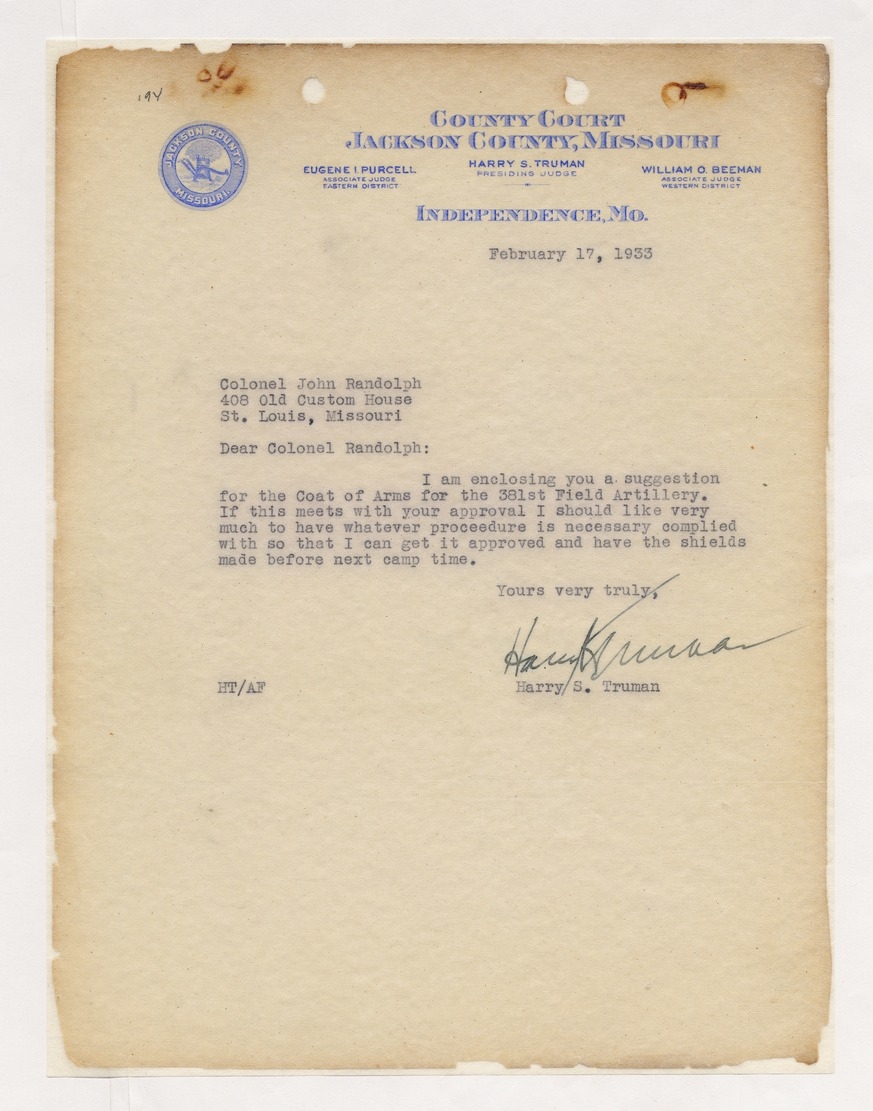 194
JACKSON COUNTY
MISSOURI.
COUNTY COURT
JACKSON COUNTY, MISSOURI
EUGENE I. PURCELL
ASSOCIATE JUDGE
EASTERN DISTRICT
HARRY S. TRUMAN
PRESIDING JUDGE
WILLIAM O. BEEMAN
ASSOCIATE JUDGE
WESTERN DISTRICT
INDEPENDENCE, MO.
February 17, 1933
Colonel John Randolph
408 Old Custom House
St. Louis, Missouri
Dear Colonel Randolph:
I am enclosing you a suggestion
for the Coat of Arms for the 381st Field Artillery.
If this meets with your approval I should like very
much to have whatever proceedure is necessary complied
with so that I can get it approved and have the shields
made before next camp time.
Yours very truly,
Harry S Truman
HT/AF Harry S. Truman